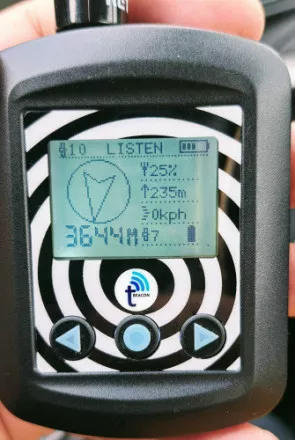 10 LISTEN
25%
235m
0kph
3644M 7
t
BEACON